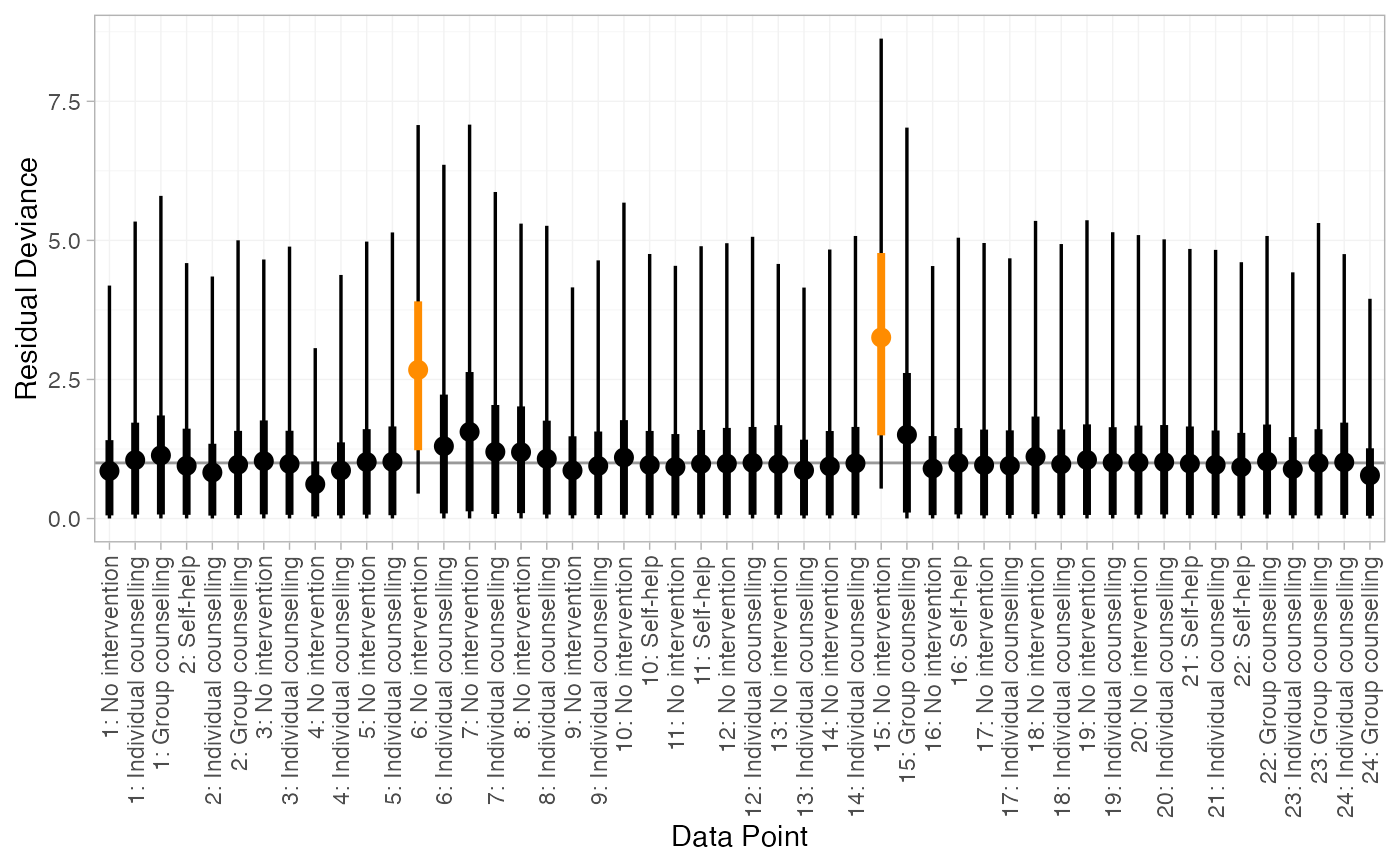 Residual Deviance
7.5
5.0
2.5
0.0
1: No intervention
1: Individual counselling
1: Group counselling
2: Self-help
2: Individual counselling
2: Group counselling
3: No intervention
3: Individual counselling
4: No intervention
4: Individual counselling
5: No intervention
5: Individual counselling
6: No intervention
6: Individual counselling
7: No intervention
7: Individual counselling
8: No intervention
8: Individual counselling
9: No intervention
9: Individual counselling
10: No intervention
10: Self-help
11: No intervention
11: Self-help
12: No intervention
12: Individual counselling
13: No intervention
13: Individual counselling
14: No intervention
14: Individual counselling
15: No intervention
15: Group counselling
16: No intervention
16: Self-help
17: No intervention
17: Individual counselling
18: No intervention
18: Individual counselling
19: No intervention
19: Individual counselling
20: No intervention
20: Individual counselling
21: Self-help
21: Individual counselling
22: Self-help
22: Group counselling
23: Individual counselling
23: Group counselling
24: Individual counselling
24: Group counselling
Data Point